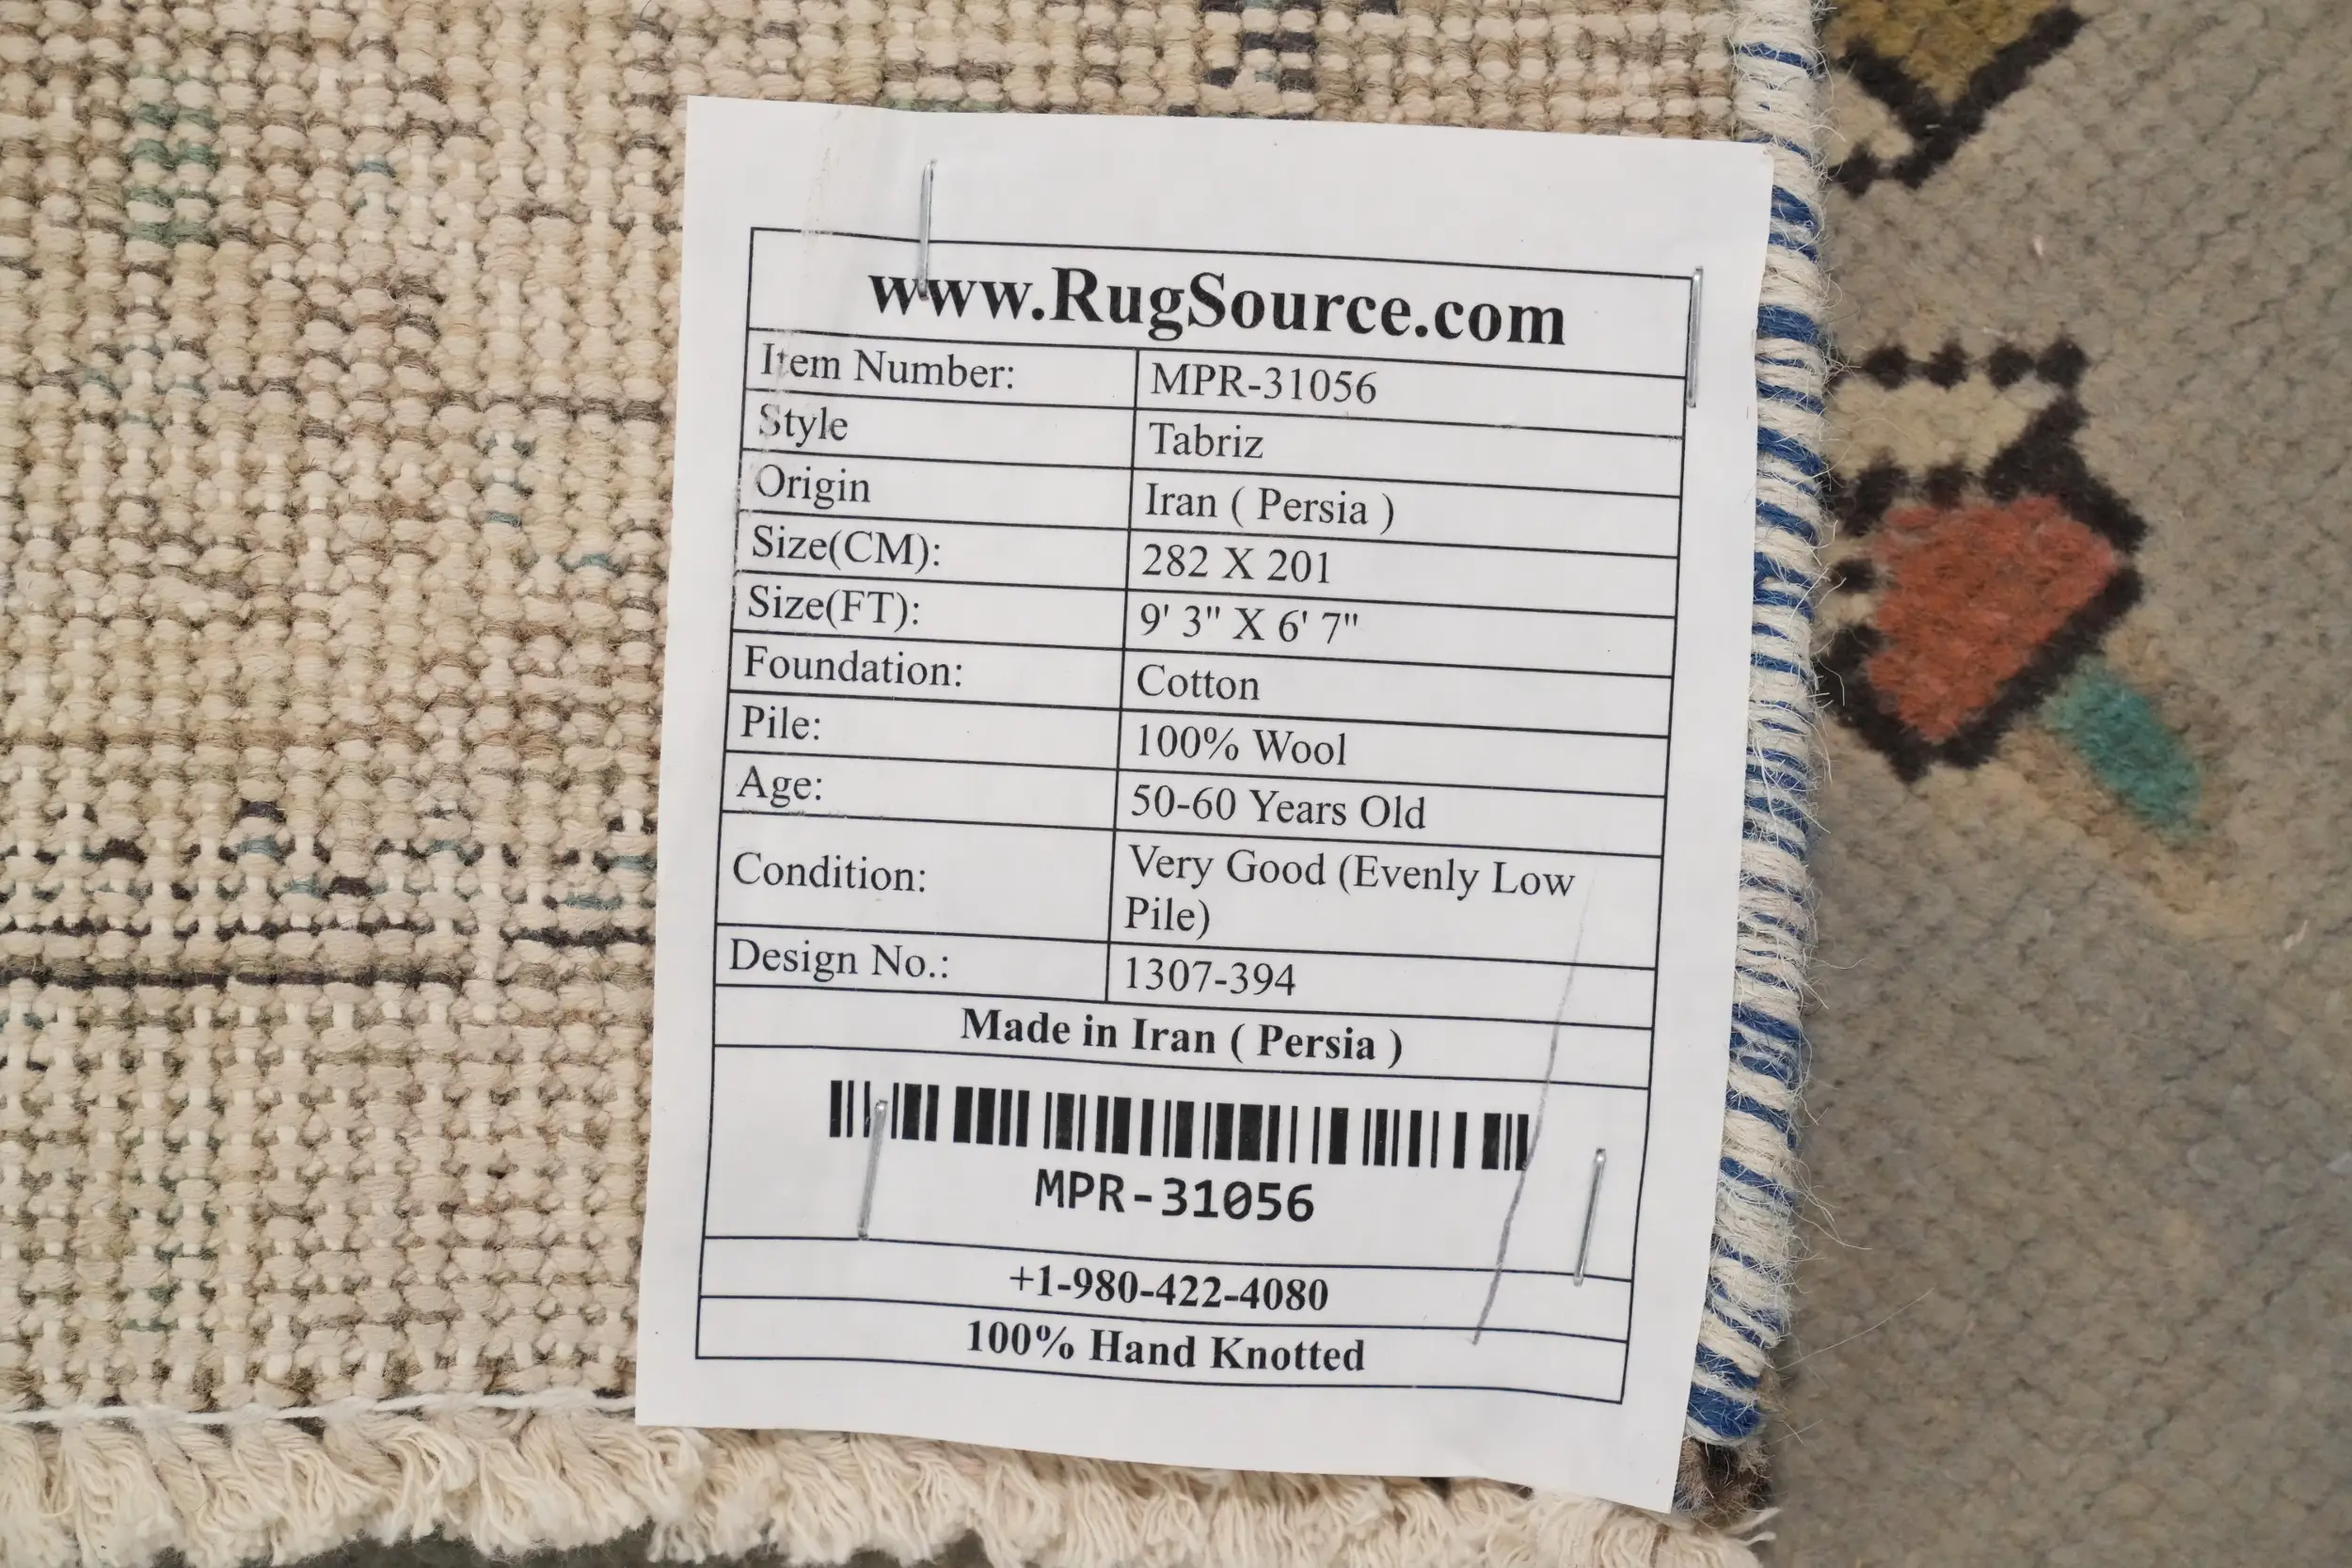 www.RugSource.com
Item Number: MPR-31056
Style Tabriz
Origin Iran ( Persia )
Size(CM): 282 X 201
Size(FT): 9' 3" X 6' 7"
Foundation: Cotton
Pile: 100% Wool
Age: 50-60 Years Old
Condition: Very Good (Evenly Low
Pile)
Design No.: 1307-394
Made in Iran ( Persia )
MPR-31056
+1-980-422-4080
100% Hand Knotted